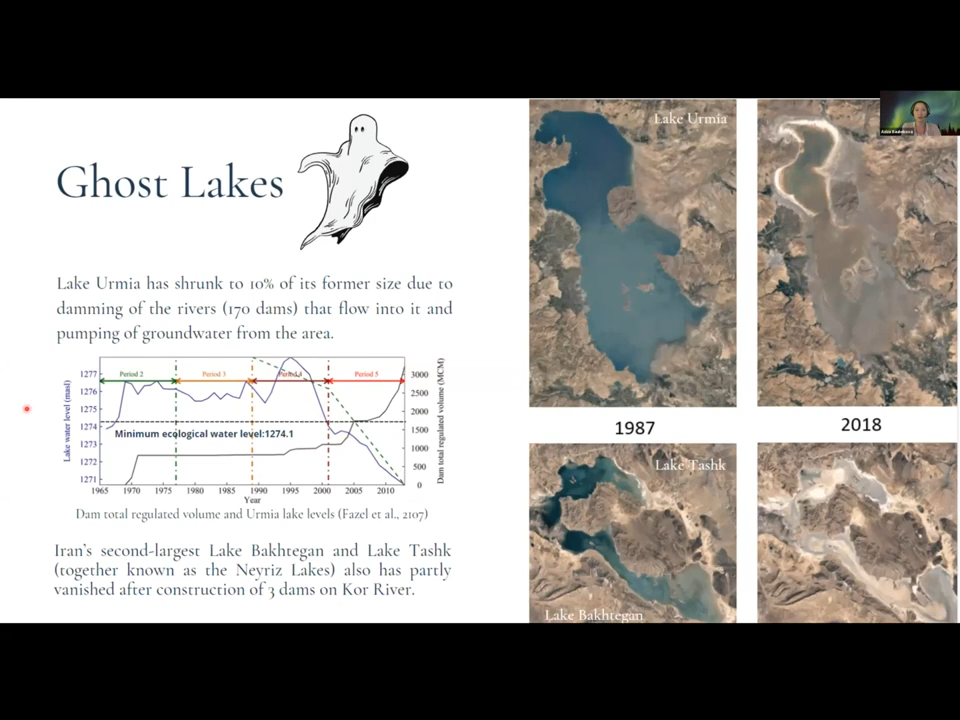 Ghost Lakes
Lake Urmia has shrunk to 10% of its former size due to
damming of the rivers (170 dams) that flow into it and
pumping of groundwater from the area.
Period 2
Period 3
Period 4
Period 5
Lake water level (masl)
1277
1276
1275
1274
1273
1272
1271
Minimum ecological water level:1274.1
3000
2500
2000
1500
1000
500
0
Dam total regulated volume (MCM)
1965 1970 1975 1980 1985 1990 1995 2000 2005 2010
Year
Dam total regulated volume and Urmia lake levels (Fazel et al., 2107)
Iran's second-largest Lake Bakhtegan and Lake Tashk
(together known as the Neyriz Lakes) also has partly
vanished after construction of 3 dams on Kor River.
Lake Urmia
1987
2018
Lake Tashk
Lake Bakhtegan